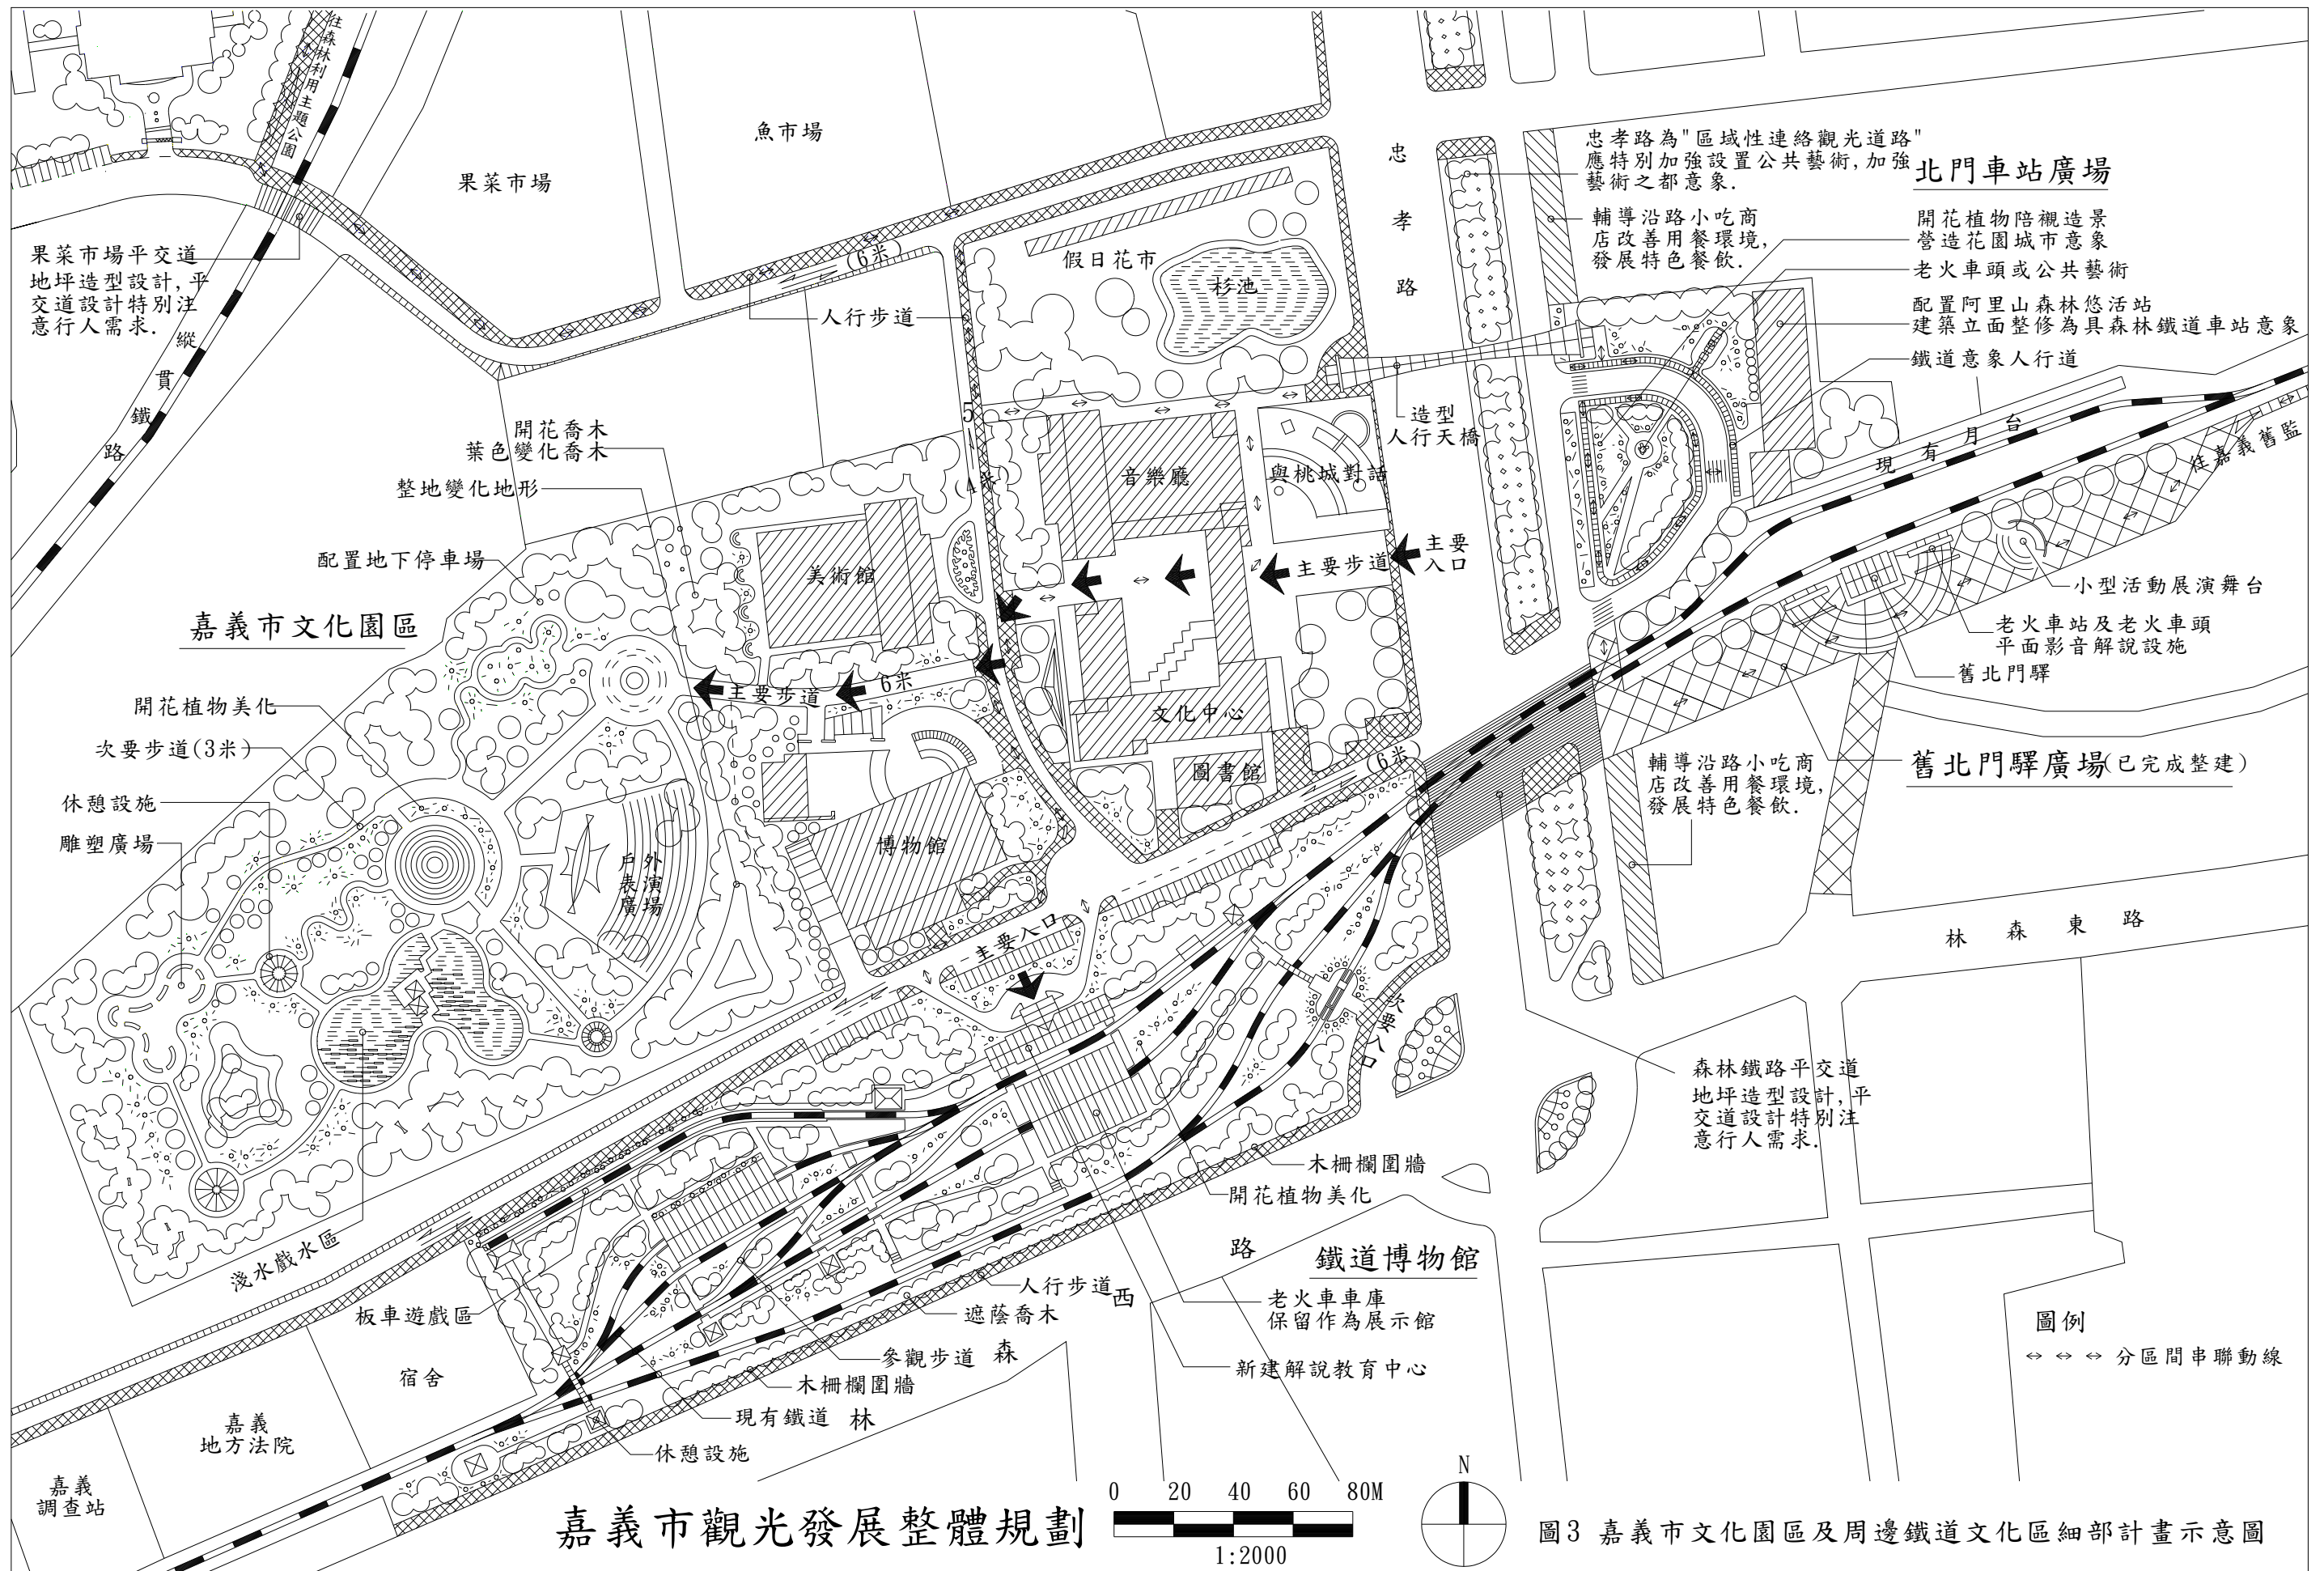 往森林利用主題公園
魚市場
果菜市場
果菜市場平交道
地坪造型設計,平
交道設計特別注
意行人需求.
縱貫鐵路
(6米)
人行步道
假日花市
杉池
忠孝路
忠孝路為"區域性連絡觀光道路"
應特別加強設置公共藝術,加強
藝術之都意象.
輔導沿路小吃商
店改善用餐環境,
發展特色餐飲.
北門車站廣場
開花植物陪襯造景
營造花園城市意象
老火車頭或公共藝術
配置阿里山森林悠活站
建築立面整修為具森林鐵道車站意象
鐵道意象人行道
造型
人行天橋
現有月台
往嘉義舊監
開花喬木
葉色變化喬木
整地變化地形
配置地下停車場
嘉義市文化園區
5
(4米
音樂廳
與桃城對話
美術館
主要步道
主要
入口
小型活動展演舞台
老火車站及老火車頭
平面影音解說設施
舊北門驛
舊北門驛廣場(已完成整建)
開花植物美化
次要步道(3米)
休憩設施
雕塑廣場
主要步道
6米
文化中心
圖書館
(6米)
博物館
戶外
表演
廣場
輔導沿路小吃商
店改善用餐環境,
發展特色餐飲.
主要入口
次要入口
林森東路
森林鐵路平交道
地坪造型設計,平
交道設計特別注
意行人需求.
木柵欄圍牆
開花植物美化
淺水戲水區
板車遊戲區
宿舍
嘉義
地方法院
嘉義
調查站
人行步道
遮蔭喬木
參觀步道
木柵欄圍牆
現有鐵道
休憩設施
林森西路
鐵道博物館
老火車車庫
保留作為展示館
新建解說教育中心
圖例
⇔ ⇔ ⇔ 分區間串聯動線
嘉義市觀光發展整體規劃
0 20 40 60 80M
1:2000
N
圖3 嘉義市文化園區及周邊鐵道文化區細部計畫示意圖